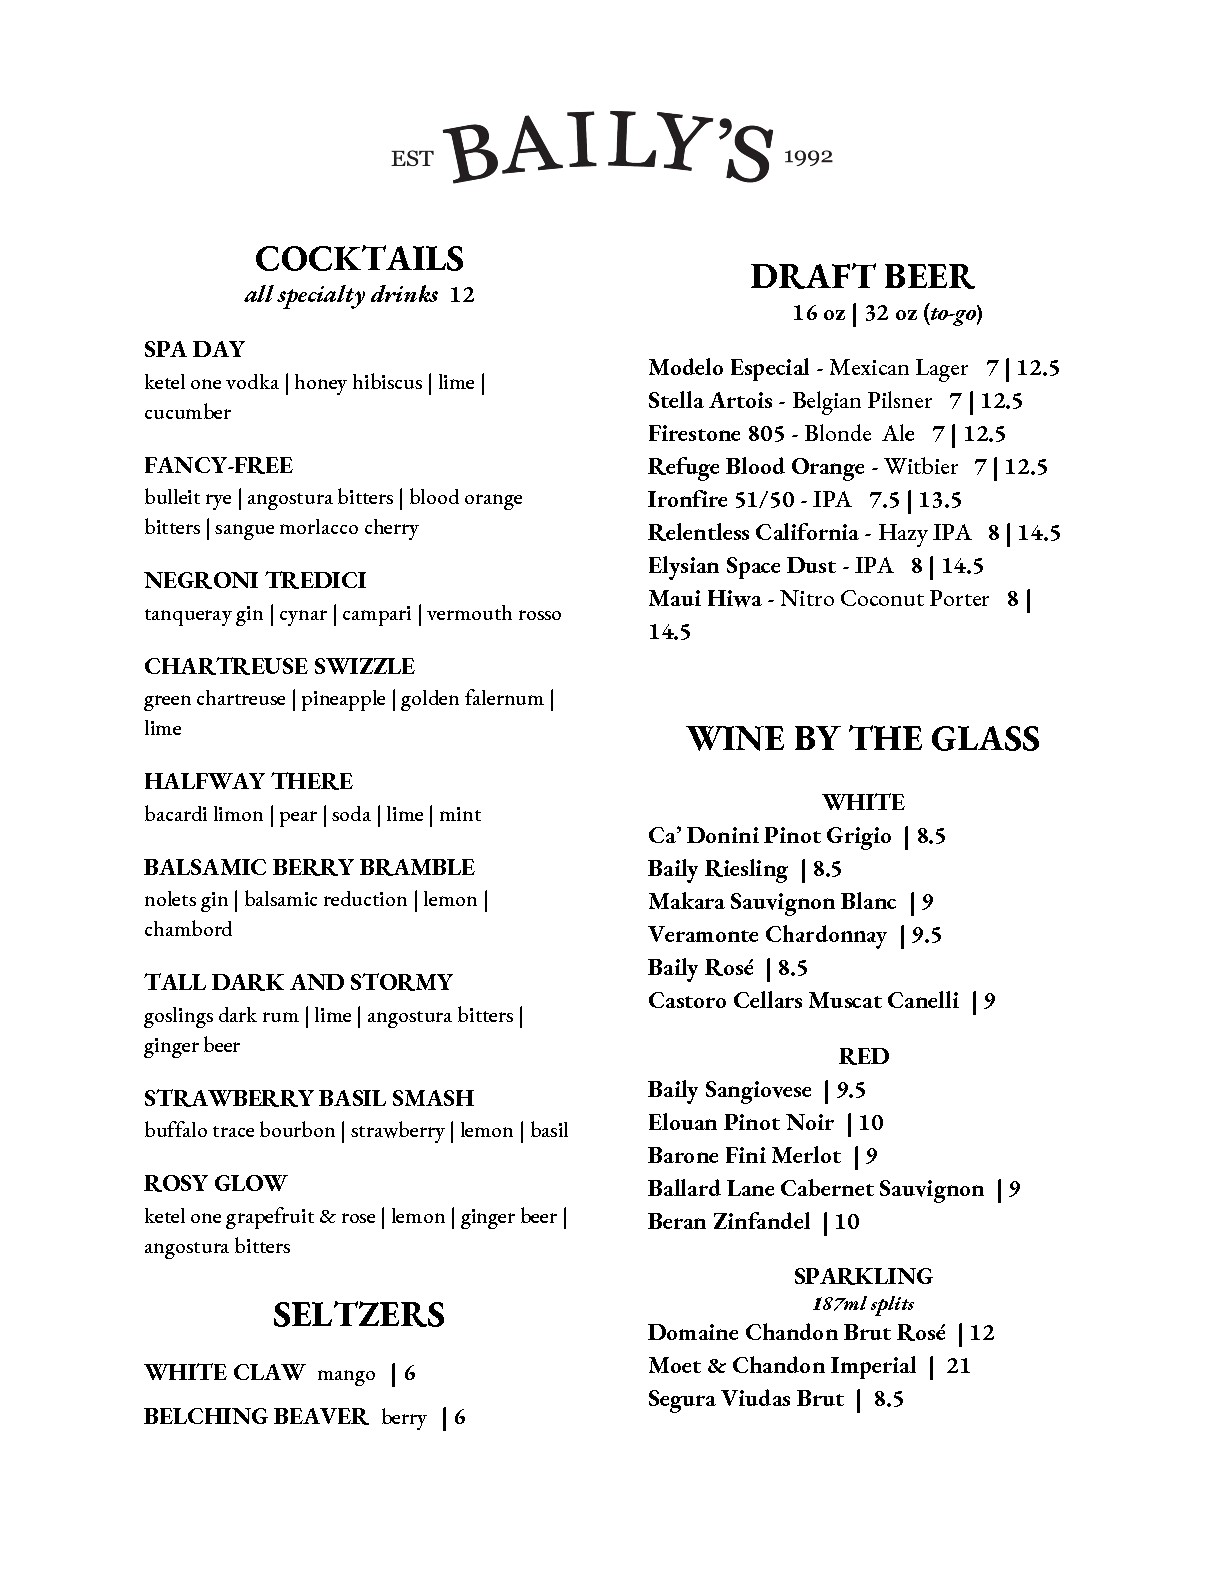 EST BAILY'S 1992
COCKTAILS
all specialty drinks 12
SPA DAY
ketel one vodka | honey hibiscus | lime |
cucumber
FANCY-FREE
bulleit rye | angostura bitters | blood orange
bitters | sangue morlacco cherry
NEGRONI TREDICI
tanqueray gin | cynar | campari | vermouth rosso
CHARTREUSE SWIZZLE
green chartreuse | pineapple | golden falernum |
lime
HALFWAY THERE
bacardi limon | pear | soda | lime | mint
BALSAMIC BERRY BRAMBLE
nolets gin | balsamic reduction | lemon |
chambord
TALL DARK AND STORMY
goslings dark rum | lime | angostura bitters |
ginger beer
STRAWBERRY BASIL SMASH
buffalo trace bourbon | strawberry | lemon | basil
ROSY GLOW
ketel one grapefruit & rose | lemon | ginger beer |
angostura bitters
SELTZERS
WHITE CLAW mango | 6
BELCHING BEAVER berry | 6
DRAFT BEER
16 oz | 32 oz (to-go)
Modelo Especial - Mexican Lager 7 | 12.5
Stella Artois - Belgian Pilsner 7 | 12.5
Firestone 805 - Blonde Ale 7 | 12.5
Refuge Blood Orange - Witbier 7 | 12.5
Ironfire 51/50 - IPA 7.5 | 13.5
Relentless California - Hazy IPA 8 | 14.5
Elysian Space Dust - IPA 8 | 14.5
Maui Hiwa - Nitro Coconut Porter 8 |
14.5
WINE BY THE GLASS
WHITE
Ca' Donini Pinot Grigio | 8.5
Baily Riesling | 8.5
Makara Sauvignon Blanc | 9
Veramonte Chardonnay | 9.5
Baily Rosé | 8.5
Castoro Cellars Muscat Canelli | 9
RED
Baily Sangiovese | 9.5
Elouan Pinot Noir | 10
Barone Fini Merlot | 9
Ballard Lane Cabernet Sauvignon | 9
Beran Zinfandel | 10
SPARKLING
187ml splits
Domaine Chandon Brut Rosé | 12
Moet & Chandon Imperial | 21
Segura Viudas Brut | 8.5